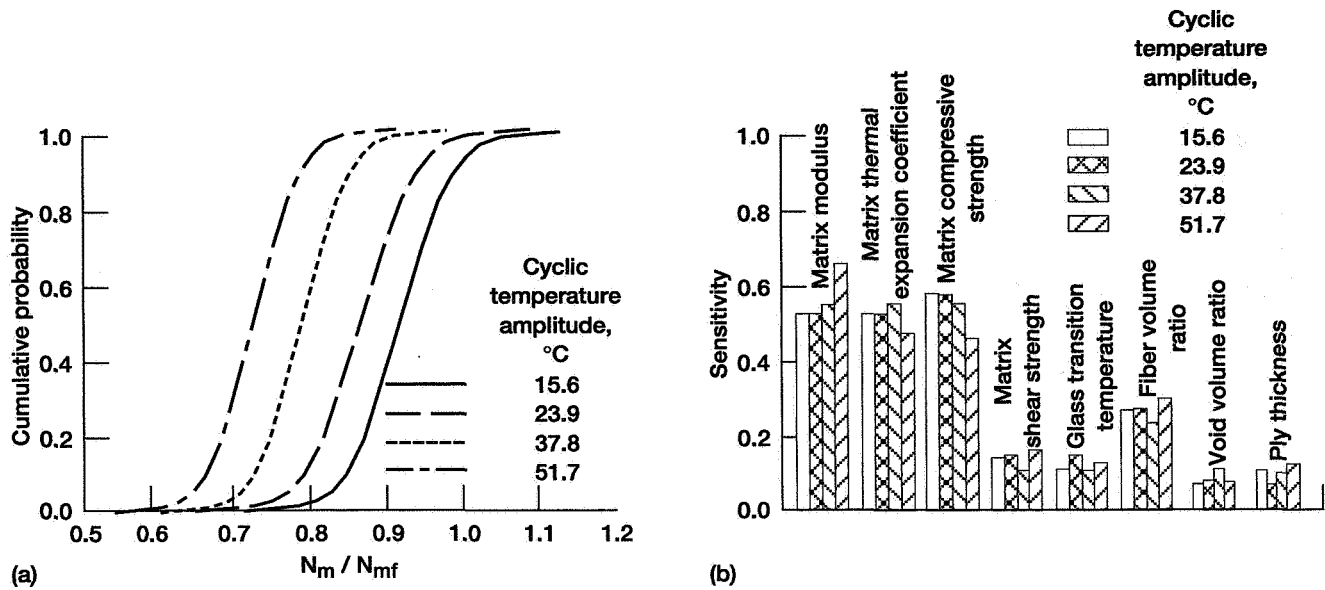 1.0
0.8
0.6
0.4
0.2
0.0
Cumulative probability
0.5
0.6
0.7
0.8
0.9
1.0
1.1
1.2
Nm / Nmf
Cyclic
temperature
amplitude,
°C
15.6
23.9
37.8
51.7
(a)
1.0
0.8
0.6
0.4
0.2
0.0
Sensitivity
Matrix modulus
Matrix thermal
expansion coefficient
Matrix compressive
strength
Matrix
shear strength
Glass transition
temperature
Fiber volume
ratio
Void volume ratio
Ply thickness
Cyclic
temperature
amplitude,
°C
15.6
23.9
37.8
51.7
(b)